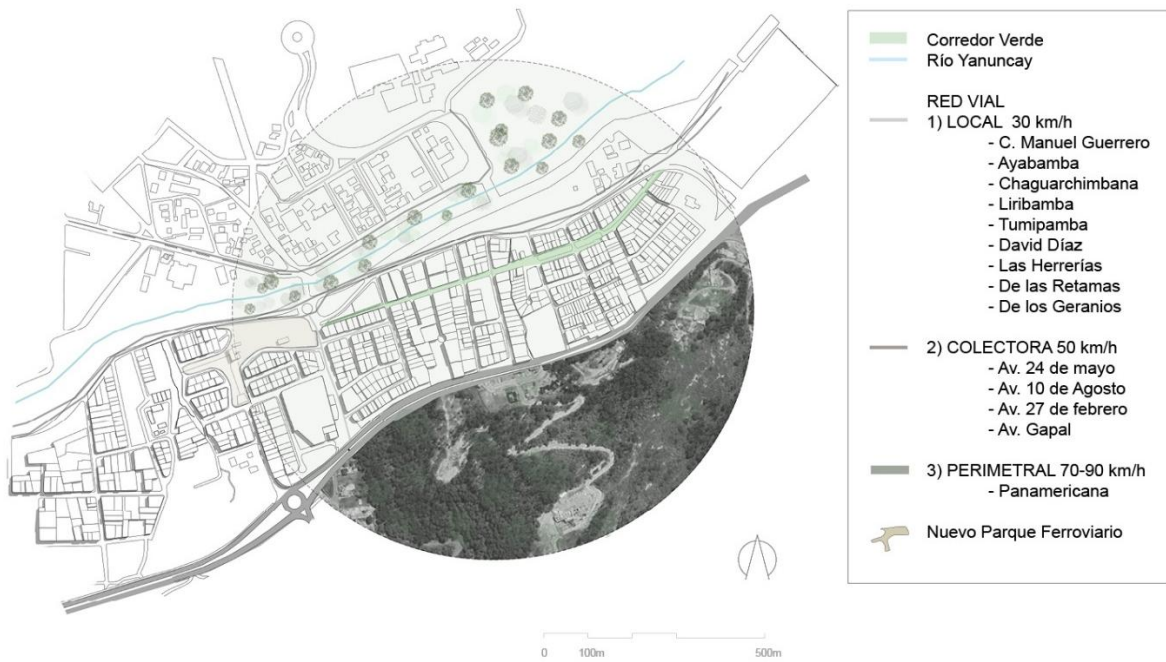 Corredor Verde
Río Yanuncay
RED VIAL
1) LOCAL 30 km/h
- C. Manuel Guerrero
- Ayabamba
- Chaguarchimbana
- Liribamba
- Tumipamba
- David Díaz
- Las Herrerías
- De las Retamas
- De los Geranios
2) COLECTORA 50 km/h
- Av. 24 de mayo
- Av. 10 de Agosto
- Av. 27 de febrero
- Av. Gapal
3) PERIMETRAL 70-90 km/h
- Panamericana
Nuevo Parque Ferroviario
0 100m 500m